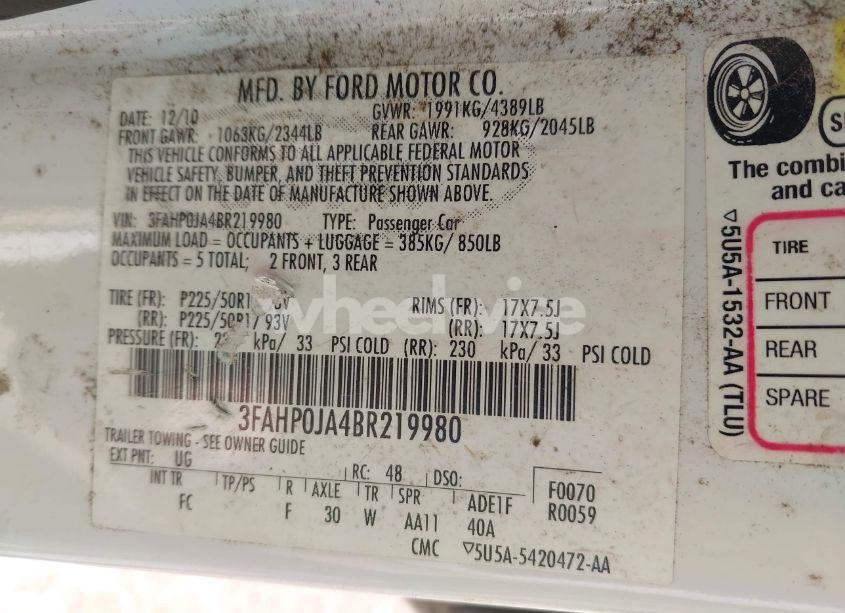 MFD. BY FORD MOTOR CO.
DATE: 12/10 GVWR: 1991KG/4389LB
FRONT GAWR: 1063KG/2344LB REAR GAWR: 928KG/2045LB
THIS VEHICLE CONFORMS TO ALL APPLICABLE FEDERAL MOTOR
VEHICLE SAFETY, BUMPER, AND THEFT PREVENTION STANDARDS
IN EFFECT ON THE DATE OF MANUFACTURE SHOWN ABOVE.
VIN: 3FAHP0JA4BR219980 TYPE: Passenger Car
MAXIMUM LOAD = OCCUPANTS + LUGGAGE = 385KG/ 850LB
OCCUPANTS = 5 TOTAL; 2 FRONT, 3 REAR
TIRE (FR): P225/50R1 RIMS (FR): 17X7.5J
(RR): P225/50R17 93V (RR): 17X7.5J
PRESSURE (FR): kPa/ 33 PSI COLD (RR): 230 kPa/ 33 PSI COLD
3FAHP0JA4BR219980
TRAILER TOWING - SEE OWNER GUIDE
EXT PNT: UG RC: 48 DSO:
INT TR TP/PS R AXLE TR SPR ADE1F F0070
FC F 30 W AA11 40A R0059
CMC ▽5U5A-5420472-AA
wheelwise
The combi
and ca
TIRE
FRONT
REAR
SPARE
▽5U5A-1532-AA (TLU)